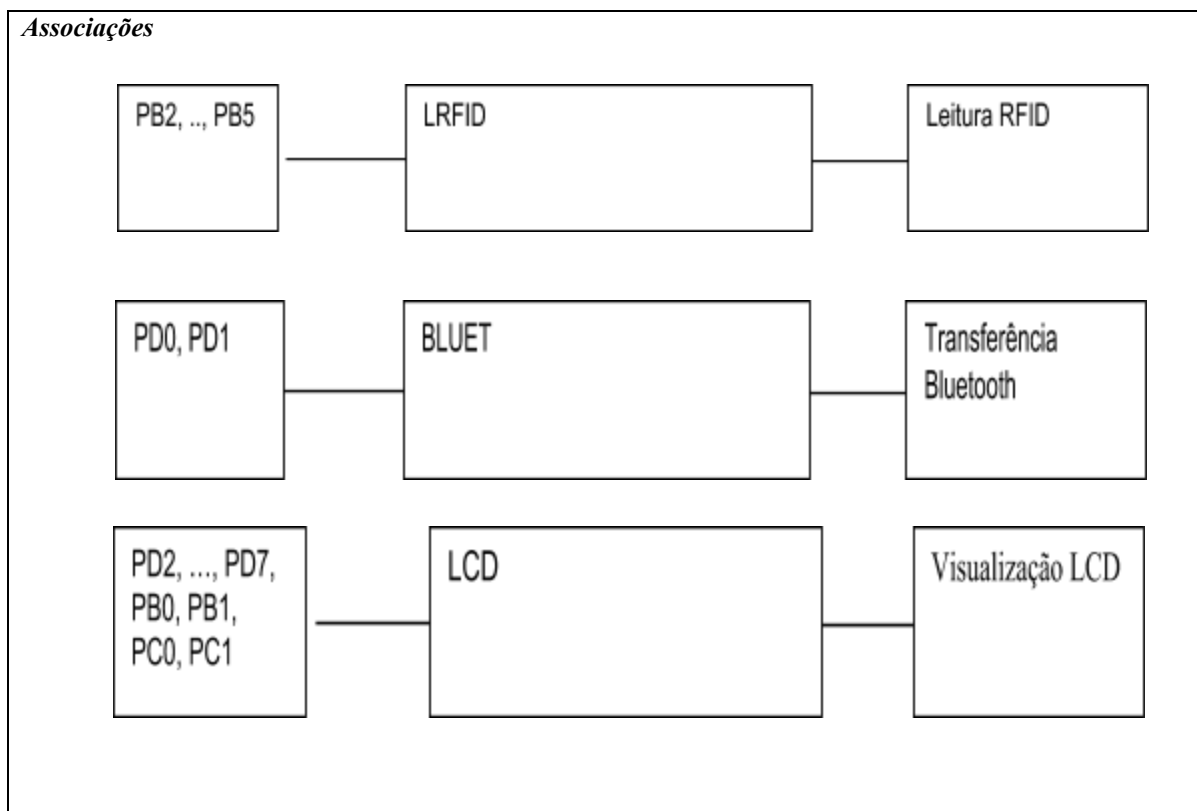 Associações
PB2, .., PB5
LRFID
Leitura RFID
PD0, PD1
BLUET
Transferência
Bluetooth
PD2, ..., PD7,
PB0, PB1,
PC0, PC1
LCD
Visualização LCD